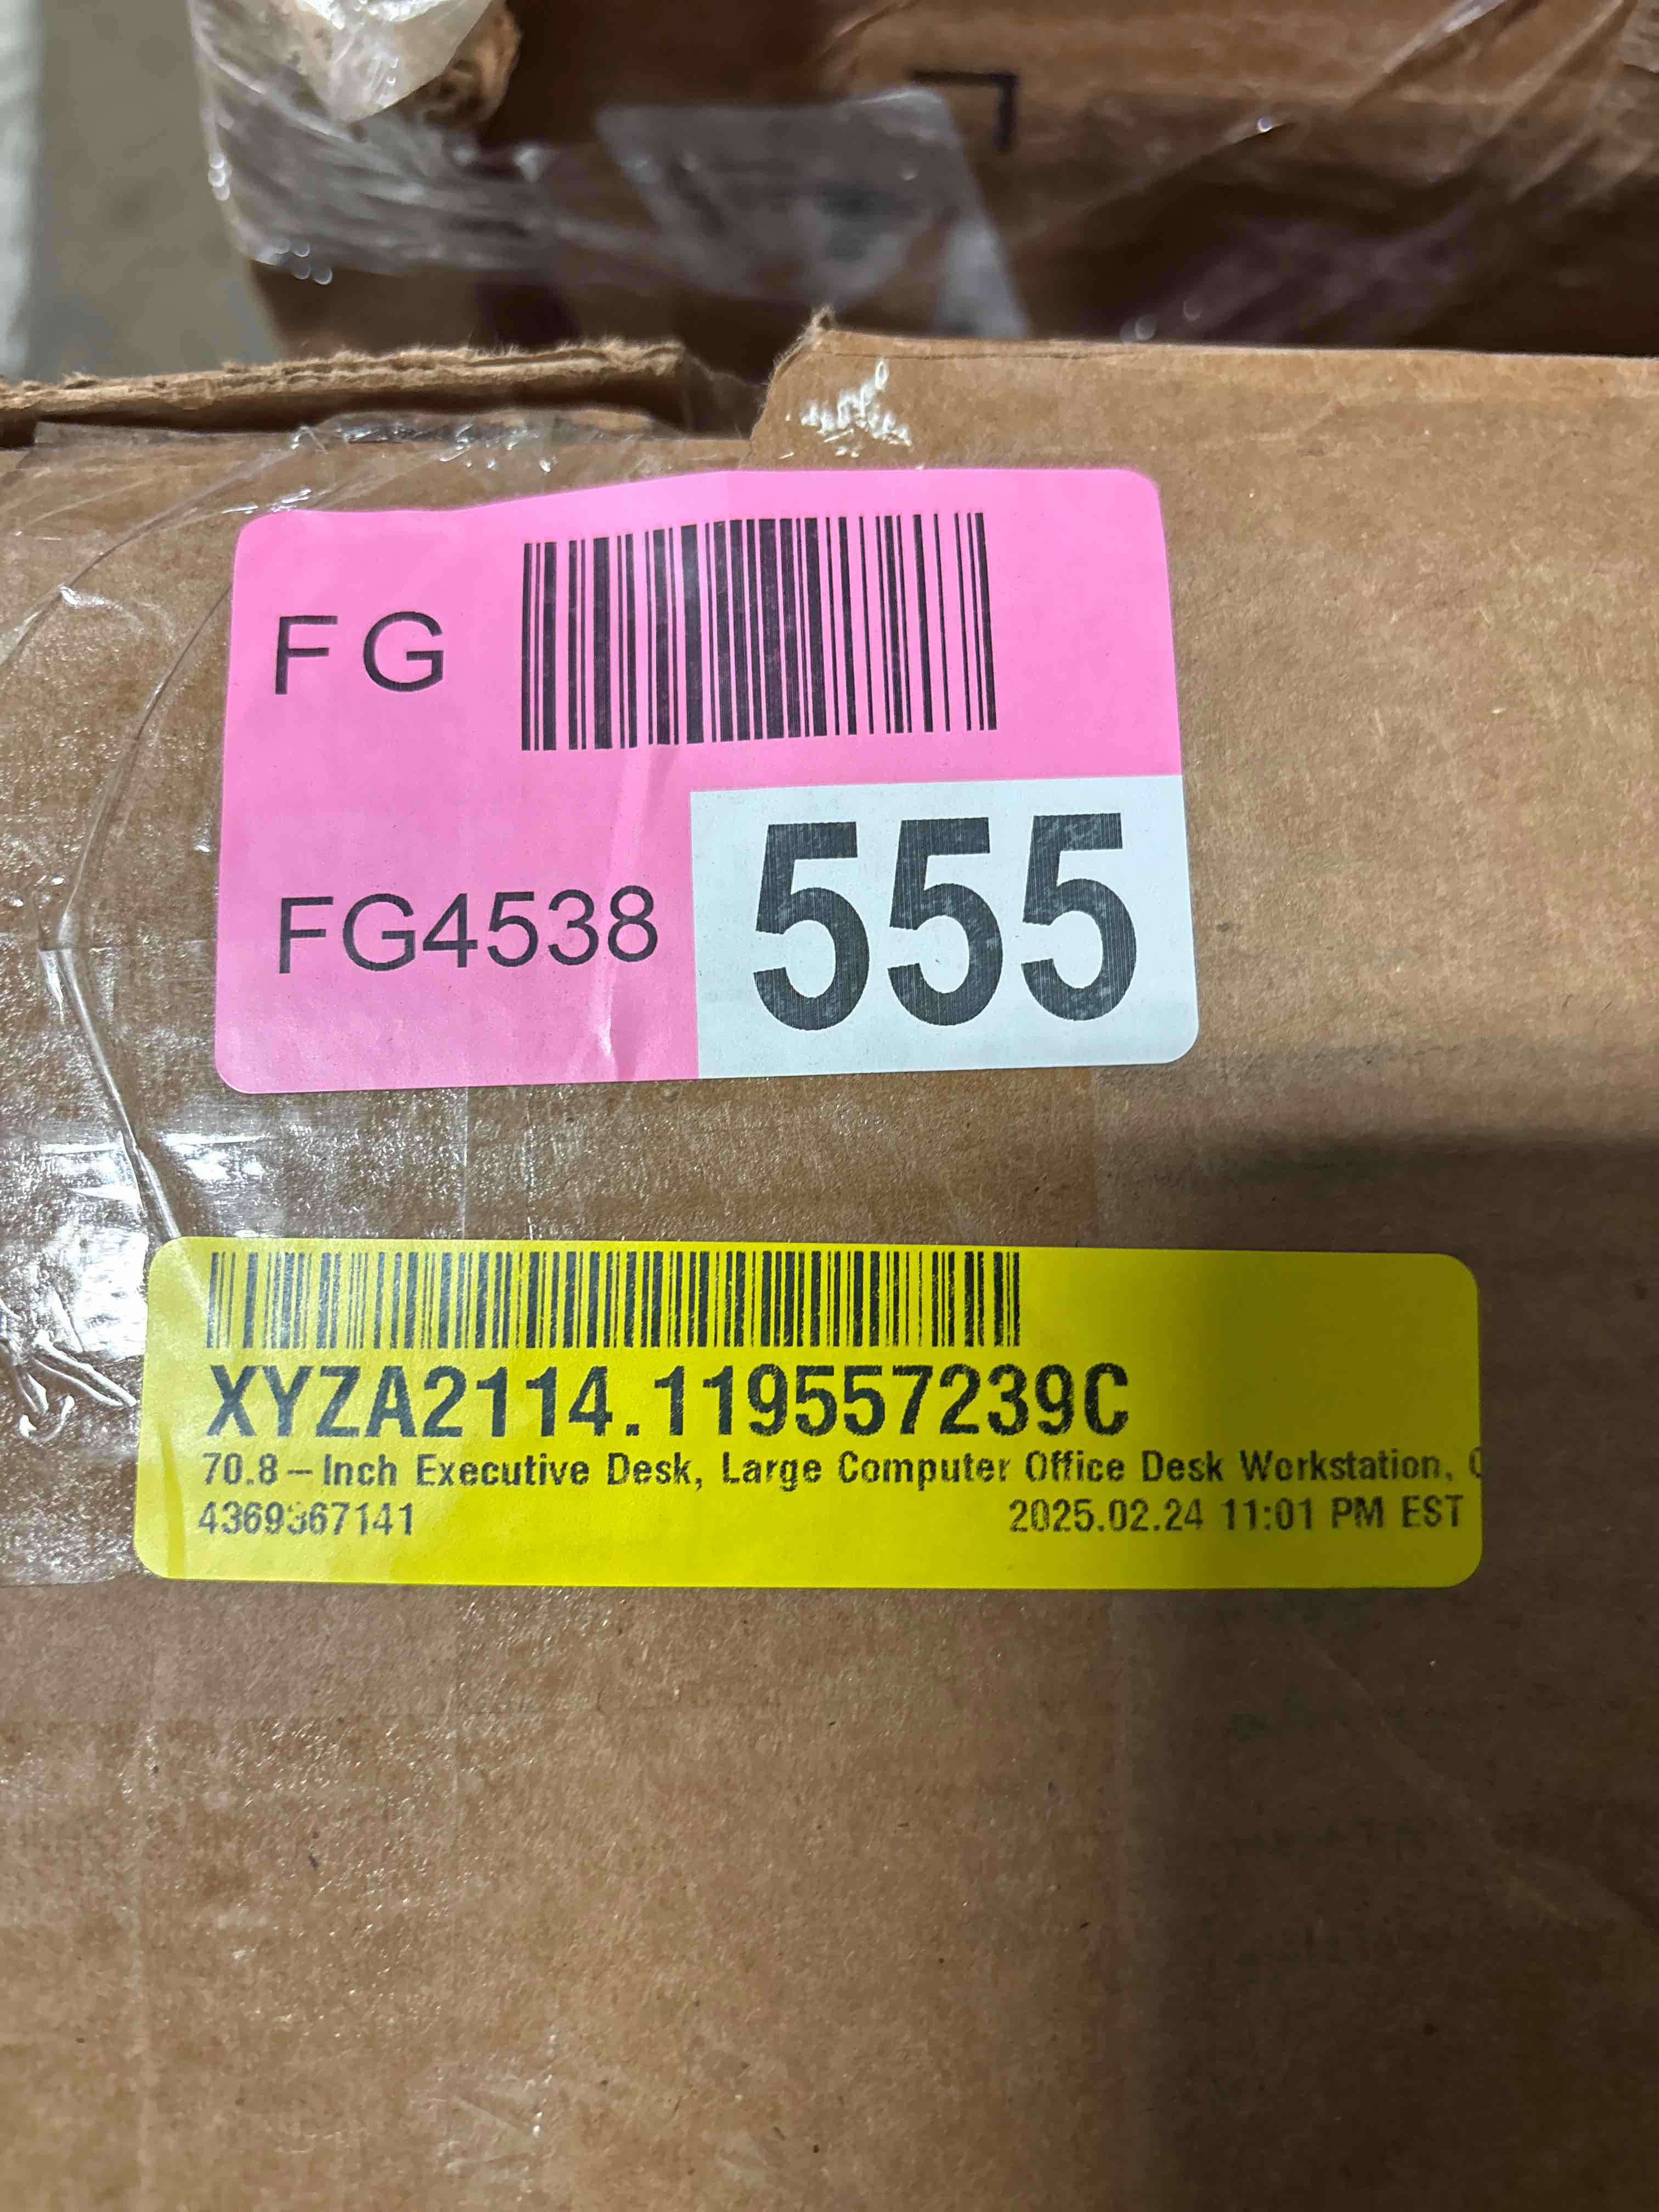 FG
FG4538
555
XYZA2114.119557239C
70.8-Inch Executive Desk, Large Computer Office Desk Workstation,
4369367141
2025.02.24 11:01 PM EST